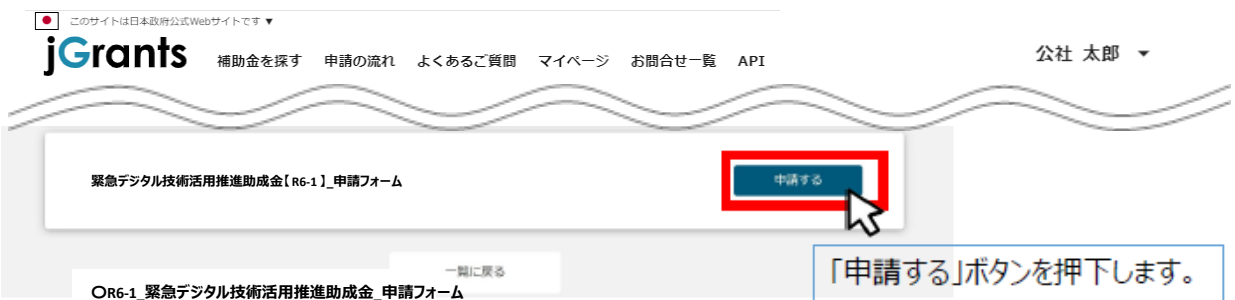 このサイトは日本政府公式Webサイトです ▼
jGrants 補助金を探す 申請の流れ よくあるご質問 マイページ お問合せ一覧 API 公社 太郎 ▼
緊急デジタル技術活用推進助成金【R6-1】_申請フォーム 申請する
「申請する」ボタンを押下します。
一覧に戻る
〇R6-1_緊急デジタル技術活用推進助成金_申請フォーム